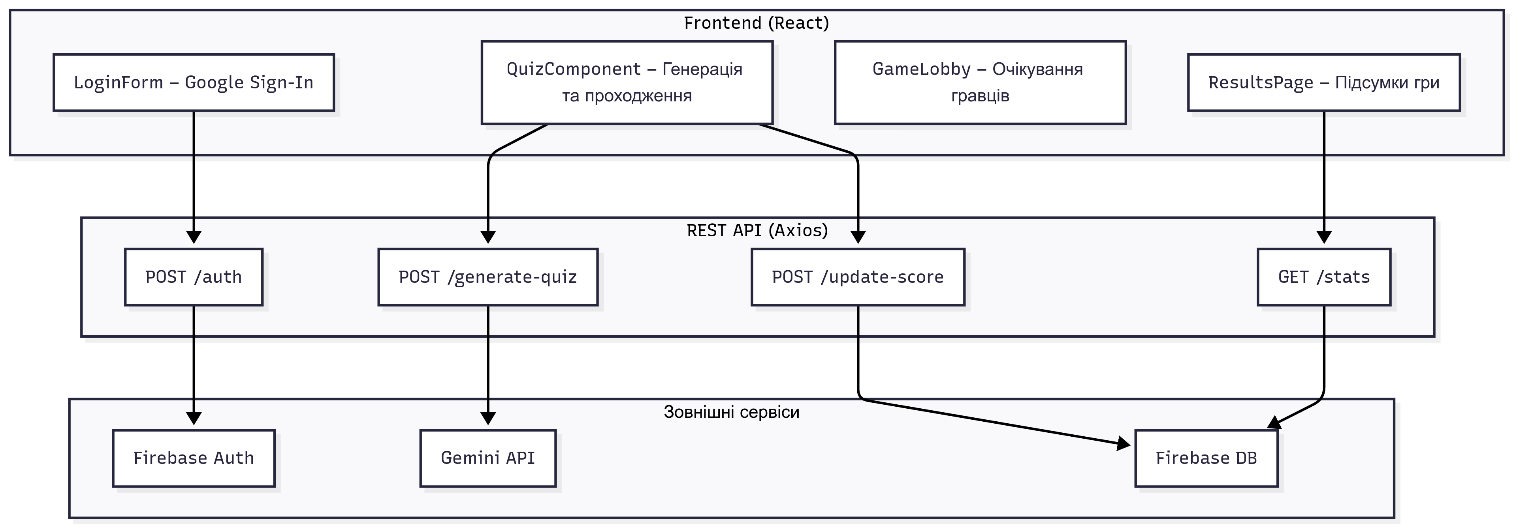 Frontend (React)
LoginForm – Google Sign-In
QuizComponent – Генерація
та проходження
GameLobby – Очікування
гравців
ResultsPage – Підсумки гри
REST API (Axios)
POST /auth
POST /generate-quiz
POST /update-score
GET /stats
Зовнішні сервіси
Firebase Auth
Gemini API
Firebase DB